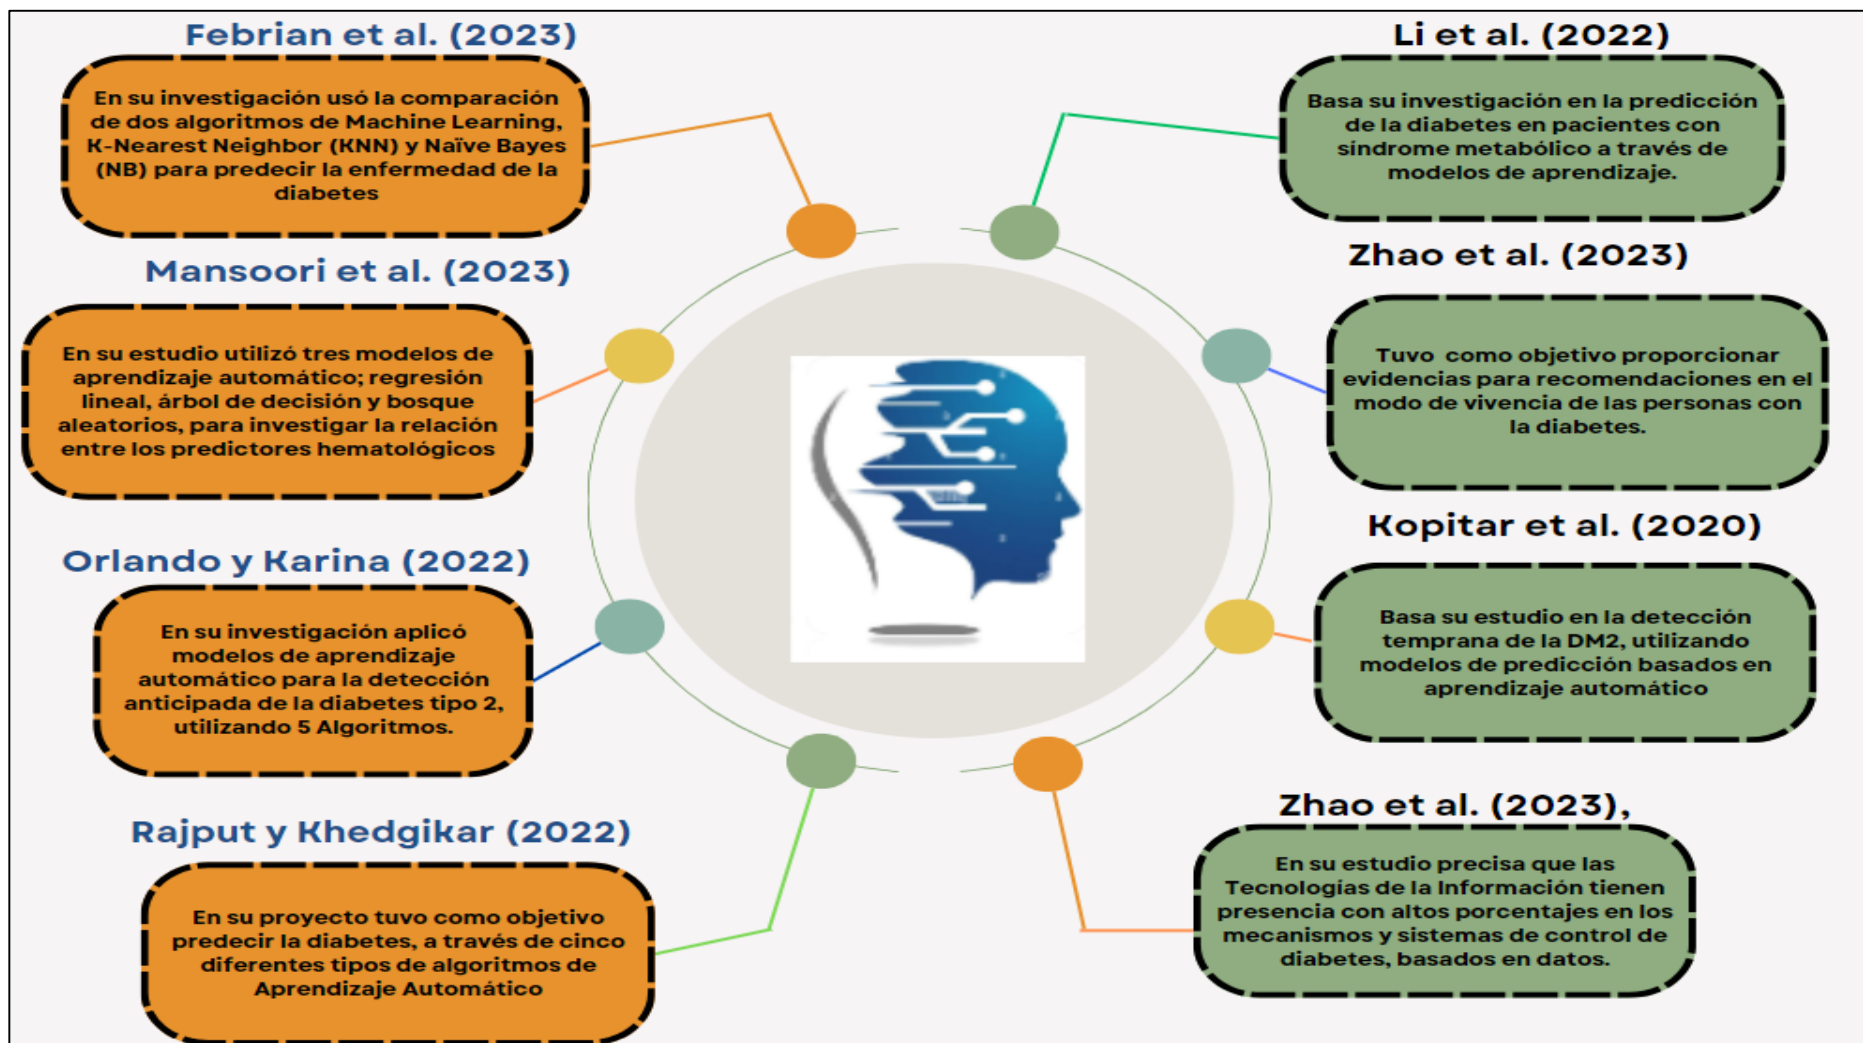 Febrian et al. (2023)
En su investigación usó la comparación
de dos algoritmos de Machine Learning,
K-Nearest Neighbor (KNN) y Naïve Bayes
(NB) para predecir la enfermedad de la
diabetes
Mansoori et al. (2023)
En su estudio utilizó tres modelos de
aprendizaje automático; regresión
lineal, árbol de decisión y bosque
aleatorios, para investigar la relación
entre los predictores hematológicos
Orlando y Karina (2022)
En su investigación aplicó
modelos de aprendizaje
automático para la detección
anticipada de la diabetes tipo 2,
utilizando 5 Algoritmos.
Rajput y Khedgikar (2022)
En su proyecto tuvo como objetivo
predecir la diabetes, a través de cinco
diferentes tipos de algoritmos de
Aprendizaje Automático
Li et al. (2022)
Basa su investigación en la predicción
de la diabetes en pacientes con
síndrome metabólico a través de
modelos de aprendizaje.
Zhao et al. (2023)
Tuvo como objetivo proporcionar
evidencias para recomendaciones en el
modo de vivencia de las personas con
la diabetes.
Kopitar et al. (2020)
Basa su estudio en la detección
temprana de la DM2, utilizando
modelos de predicción basados en
aprendizaje automático
Zhao et al. (2023),
En su estudio precisa que las
Tecnologías de la Información tienen
presencia con altos porcentajes en los
mecanismos y sistemas de control de
diabetes, basados en datos.